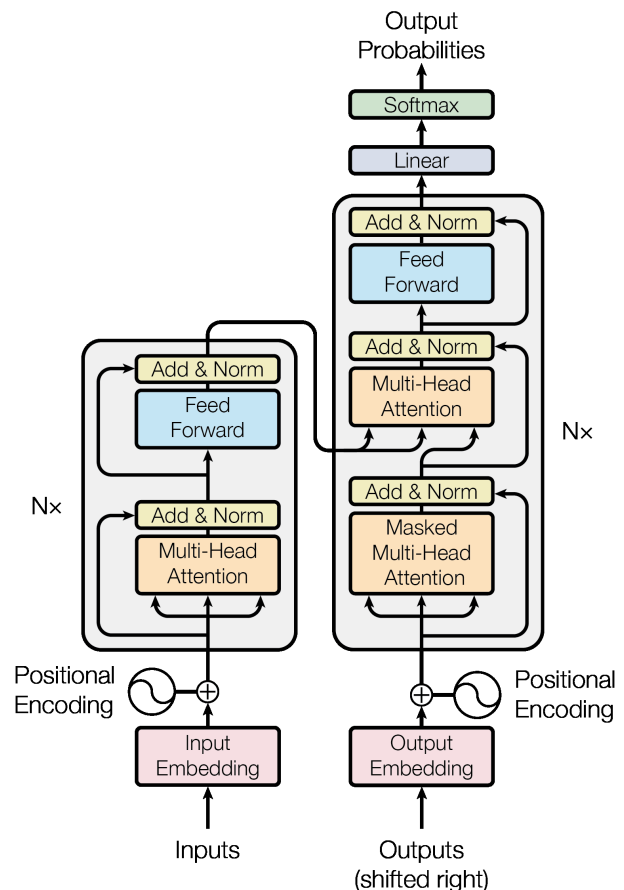 Output
Probabilities
Softmax
Linear
Add & Norm
Feed
Forward
Add & Norm
Multi-Head
Attention
Add & Norm
Masked
Multi-Head
Attention
N×
Add & Norm
Feed
Forward
Add & Norm
Multi-Head
Attention
N×
Positional
Encoding
Positional
Encoding
Input
Embedding
Output
Embedding
Inputs
Outputs
(shifted right)